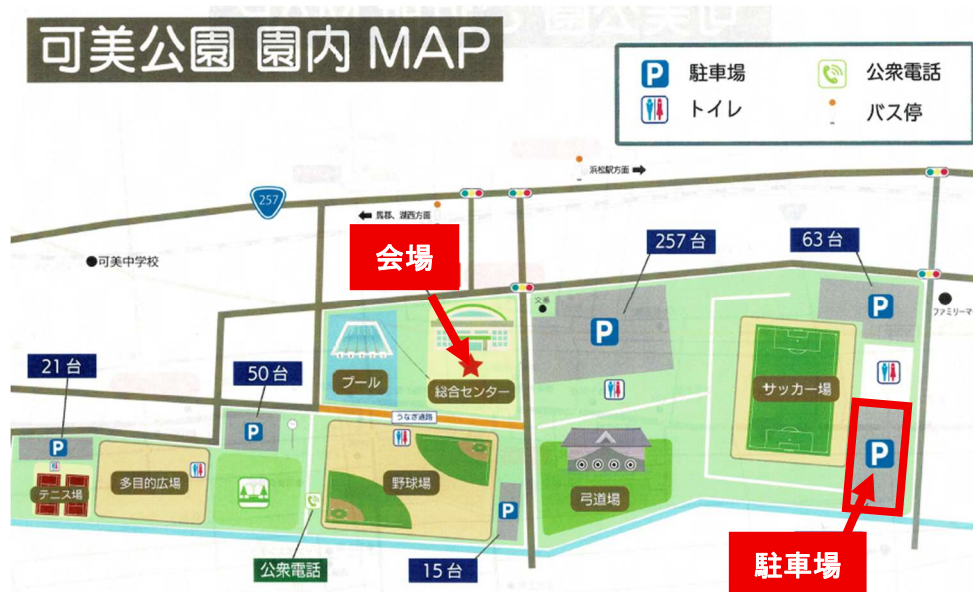 可美公園 園内 MAP
P 駐車場
公衆電話
トイレ
バス停
浜松駅方面
257
馬郡、湖西方面
会場
257台
63台
可美中学校
交番
P
P
ファミリーマ
21台
50台
プール
総合センター
サッカー場
うなぎ通路
P
P
P
テニス場
多目的広場
野球場
弓道場
P
公衆電話
15台
駐車場